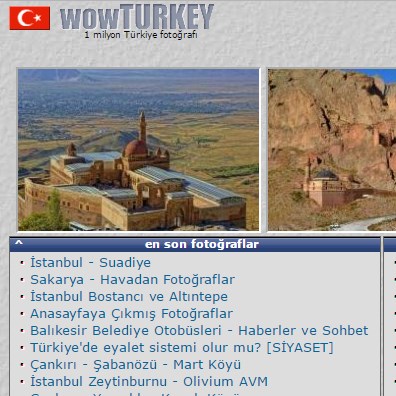 wowTURKEY
1 milyon Türkiye fotoğrafı
^ en son fotoğraflar
İstanbul - Suadiye
Sakarya - Havadan Fotoğraflar
İstanbul Bostancı ve Altıntepe
Anasayfaya Çıkmış Fotoğraflar
Balıkesir Belediye Otobüsleri - Haberler ve Sohbet
Türkiye'de eyalet sistemi olur mu? [SİYASET]
Çankırı - Şabanözü - Mart Köyü
İstanbul Zeytinburnu - Olivium AVM